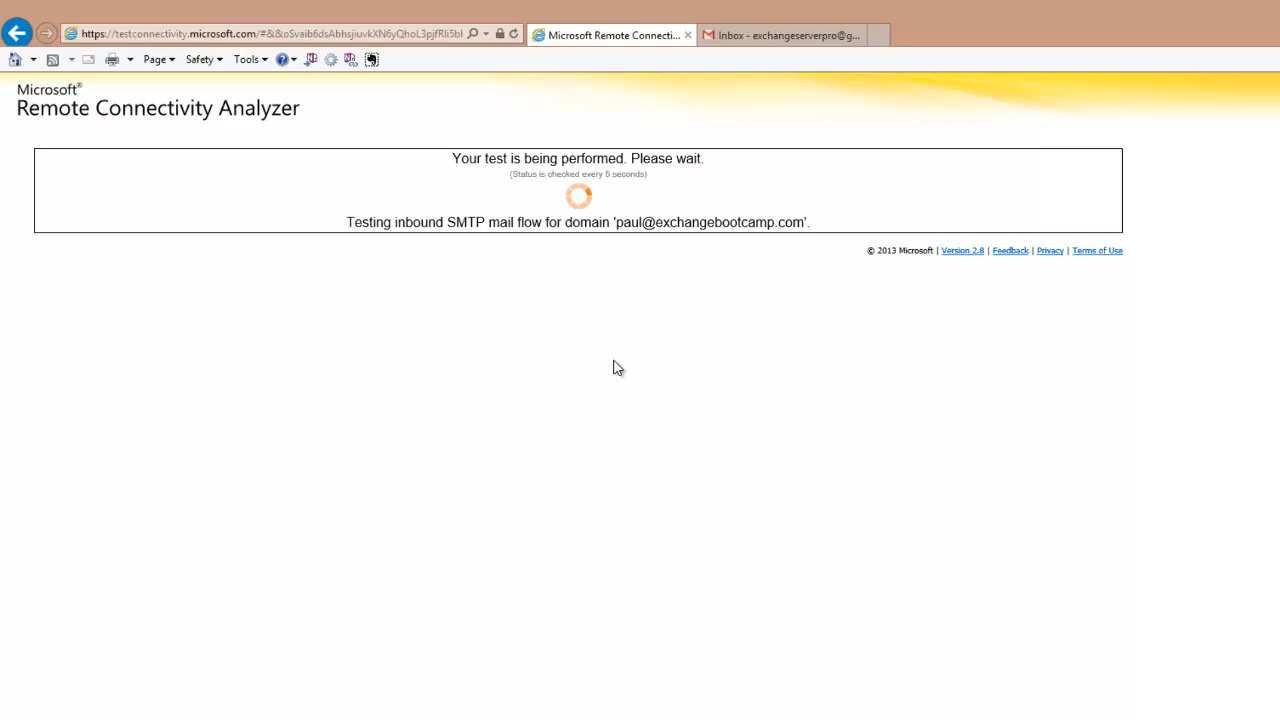 https://testconnectivity.microsoft.com/#&&oSvaib6dsAbhsjiuvkXN6yQhoL3pjfRli5bl
Microsoft Remote Connecti...
Inbox - exchangeserverpro@g...
Page
Safety
Tools
Microsoft®
Remote Connectivity Analyzer
Your test is being performed. Please wait.
(Status is checked every 5 seconds)
Testing inbound SMTP mail flow for domain 'paul@exchangebootcamp.com'.
© 2013 Microsoft | Version 2.8 | Feedback | Privacy | Terms of Use